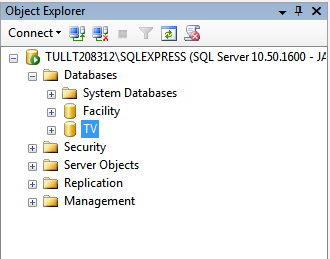 Object Explorer
Connect
TULLT208312\SQLEXPRESS (SQL Server 10.50.1600 - JA
Databases
System Databases
Facility
TV
Security
Server Objects
Replication
Management